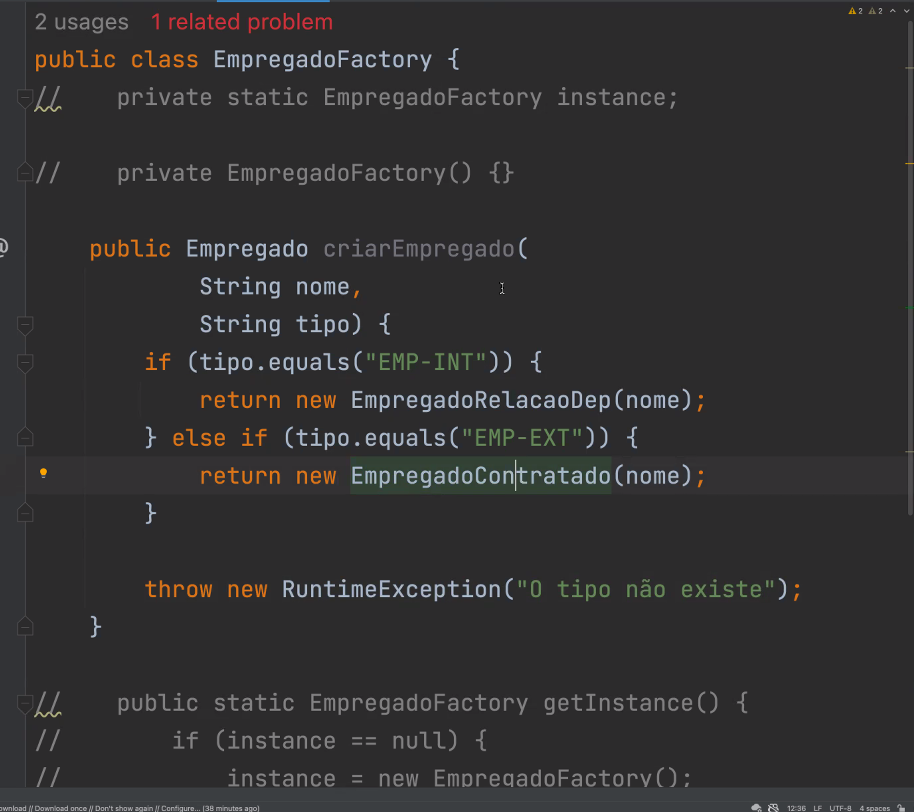 2 usages 1 related problem
2 2
public class EmpregadoFactory {
// private static EmpregadoFactory instance;
// private EmpregadoFactory() {}
@
public Empregado criarEmpregado(
String nome,
String tipo) {
if (tipo.equals("EMP-INT")) {
return new EmpregadoRelacaoDep(nome);
} else if (tipo.equals("EMP-EXT")) {
return new EmpregadoContratado(nome);
}
throw new RuntimeException("O tipo não existe");
}
// public static EmpregadoFactory getInstance() {
// if (instance == null) {
// instance = new EmpregadoFactory();
ownload // Download once // Don't show again // Configure... (38 minutes ago) 12:36 LF UTF-8 4 spaces